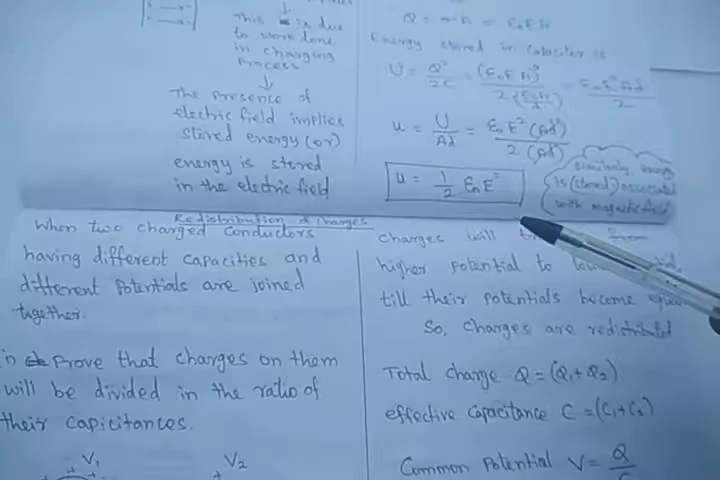 This is due
to work done
in charging
process
↓
The presence of
electric field implies
stored energy (or)
energy is stored
in the electric field
Energy stored in capacitor is
U = Q²/2C = (ε₀EA)²/2(ε₀A/d) = ε₀E²Ad/2
u = U/Ad = ε₀E²(Ad)/2(Ad)
u = 1/2 ε₀E²
Similarly energy
is (stored) associated
with magnetic field
Redistribution of charges
When two charged conductors
having different capacities and
different potentials are joined
together.
Prove that charges on them
will be divided in the ratio of
their capicitances.
V₁ V₂
charges will
higher potential to
till their potentials become
So, charges are redistributed
Total charge Q = (Q₁+Q₂)
effective capacitance C = (C₁+C₂)
Common Potential V = Q